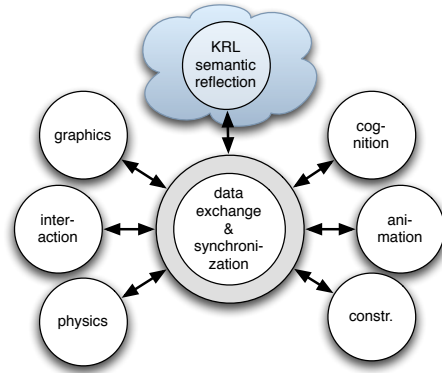 KRL
semantic
reflection
graphics
cog-
nition
inter-
action
data
exchange
&
synchroni-
zation
ani-
mation
physics
constr.